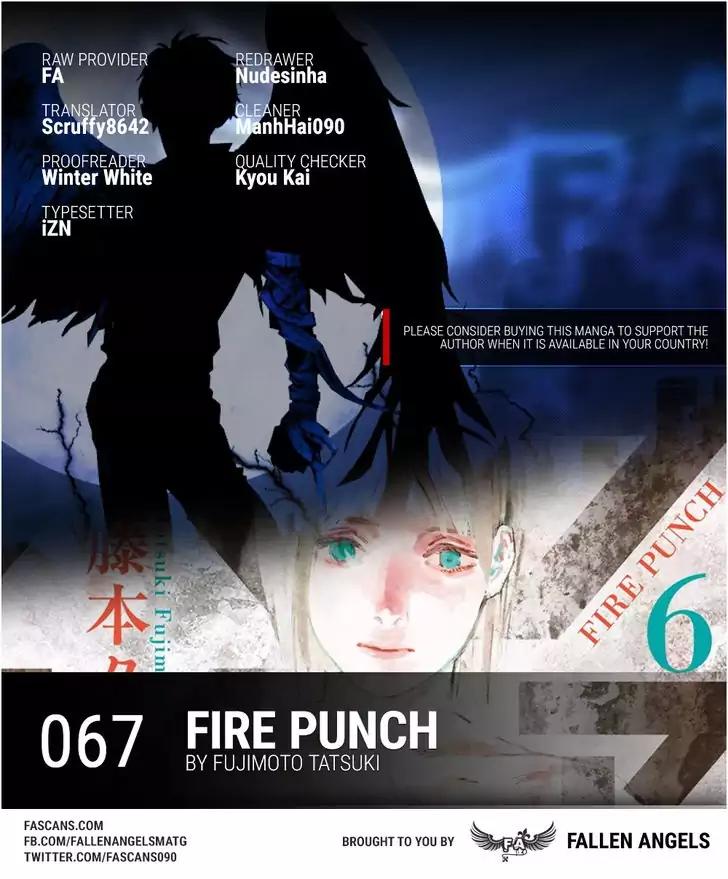 RAW PROVIDER
FA
TRANSLATOR
Scruffy8642
PROOFREADER
Winter White
TYPESETTER
iZN
REDRAWER
Nudesinha
CLEANER
ManhHai090
QUALITY CHECKER
Kyou Kai
PLEASE CONSIDER BUYING THIS MANGA TO SUPPORT THE
AUTHOR WHEN IT IS AVAILABLE IN YOUR COUNTRY!
FIRE PUNCH
6
藤本
Fujim
067
FIRE PUNCH
BY FUJIMOTO TATSUKI
FASCANS.COM
FB.COM/FALLENANGELSMATG
TWITTER.COM/FASCANS090
BROUGHT TO YOU BY
FA
FALLEN ANGELS